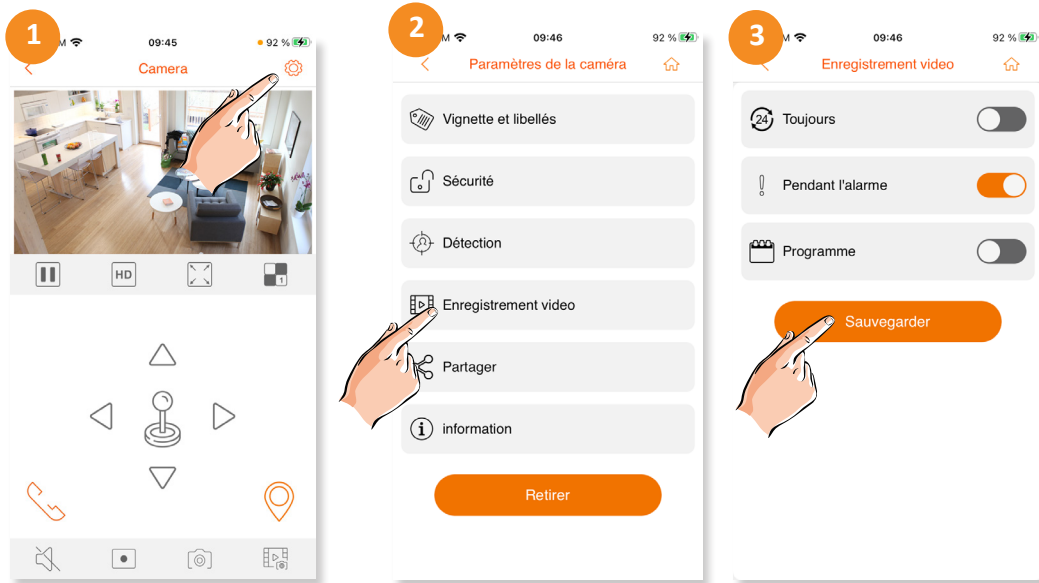 1
09:45
92 %
Camera
HD
1
2
M
09:46
92 %
Paramètres de la caméra
Vignette et libellés
Sécurité
Détection
Enregistrement video
Partager
information
Retirer
3
M
09:46
92 %
Enregistrement video
24
Toujours
Pendant l'alarme
Programme
Sauvegarder